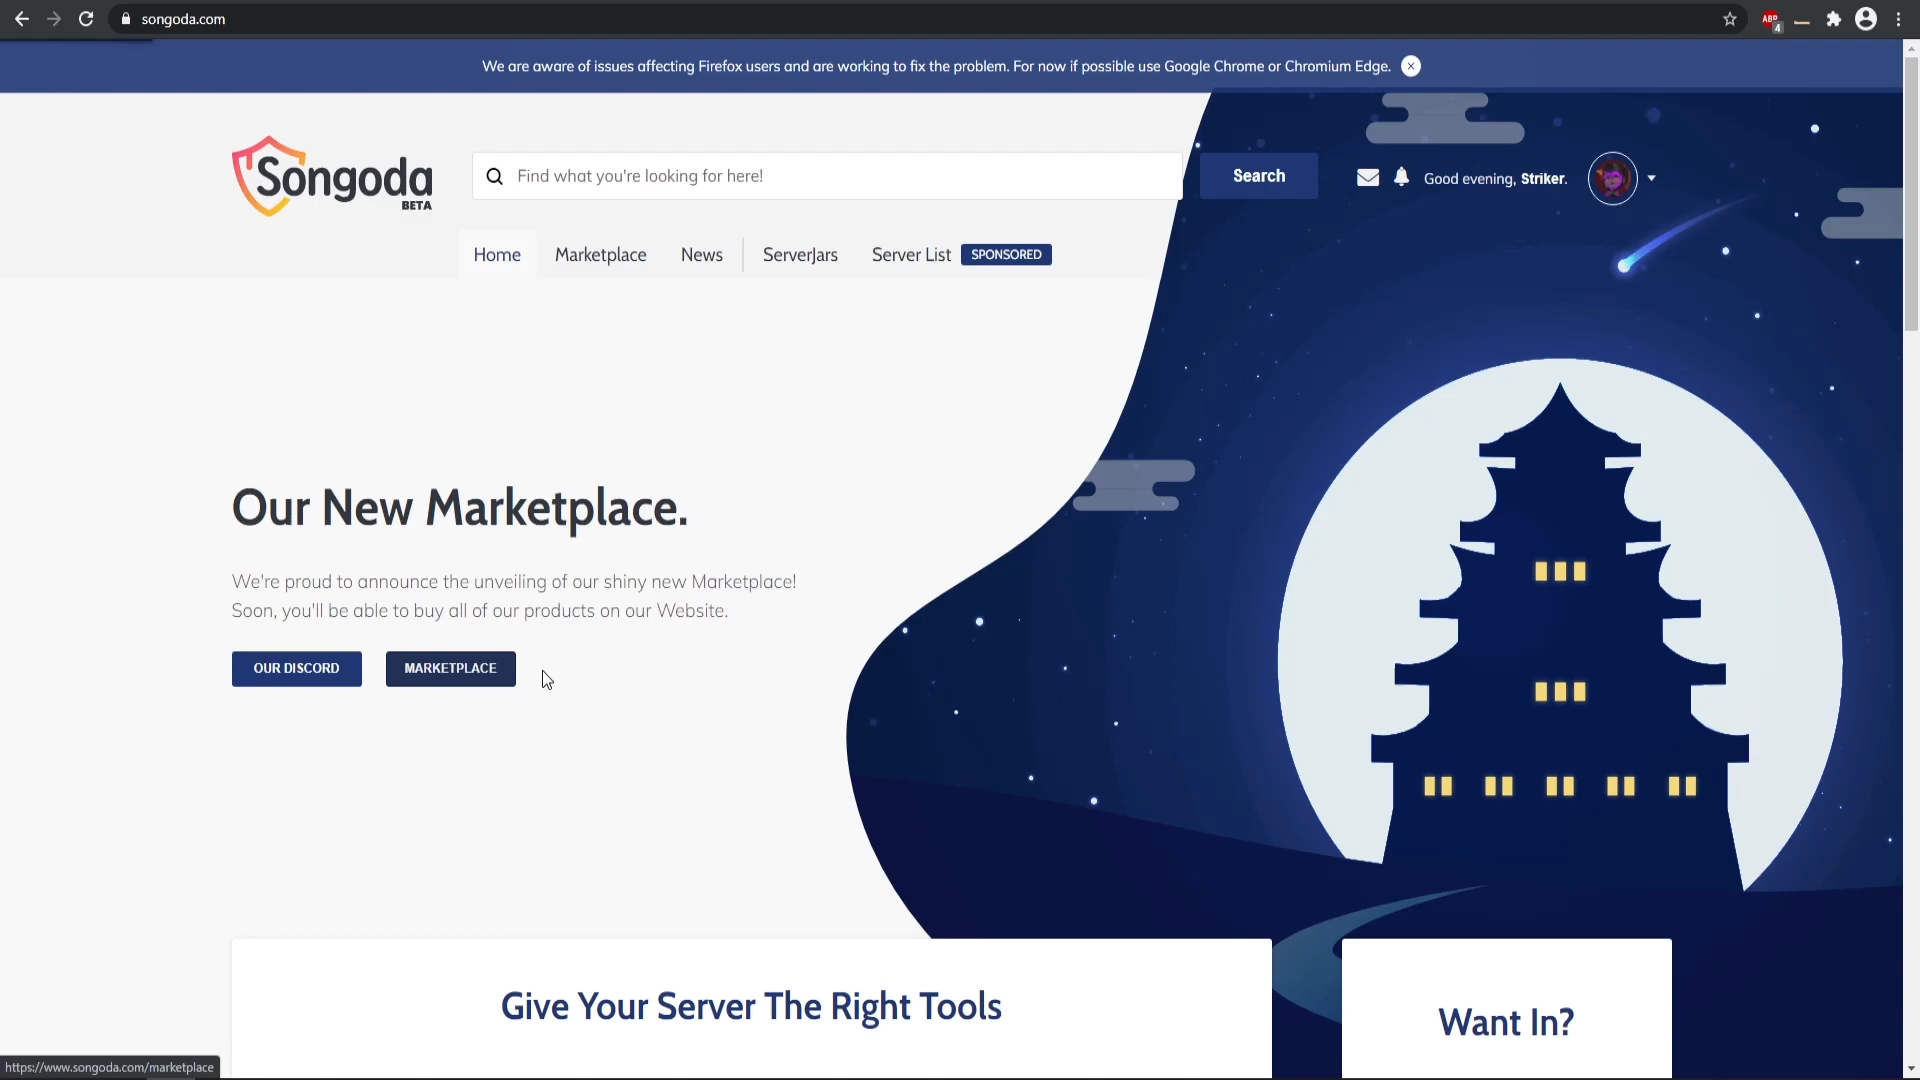 songoda.com
ABP
4
We are aware of issues affecting Firefox users and are working to fix the problem. For now if possible use Google Chrome or Chromium Edge.
Songoda
BETA
Find what you're looking for here!
Search
Good evening, Striker.
Home
Marketplace
News
ServerJars
Server List
SPONSORED
Our New Marketplace.
We're proud to announce the unveiling of our shiny new Marketplace!
Soon, you'll be able to buy all of our products on our Website.
OUR DISCORD
MARKETPLACE
Give Your Server The Right Tools
Want In?
https://www.songoda.com/marketplace